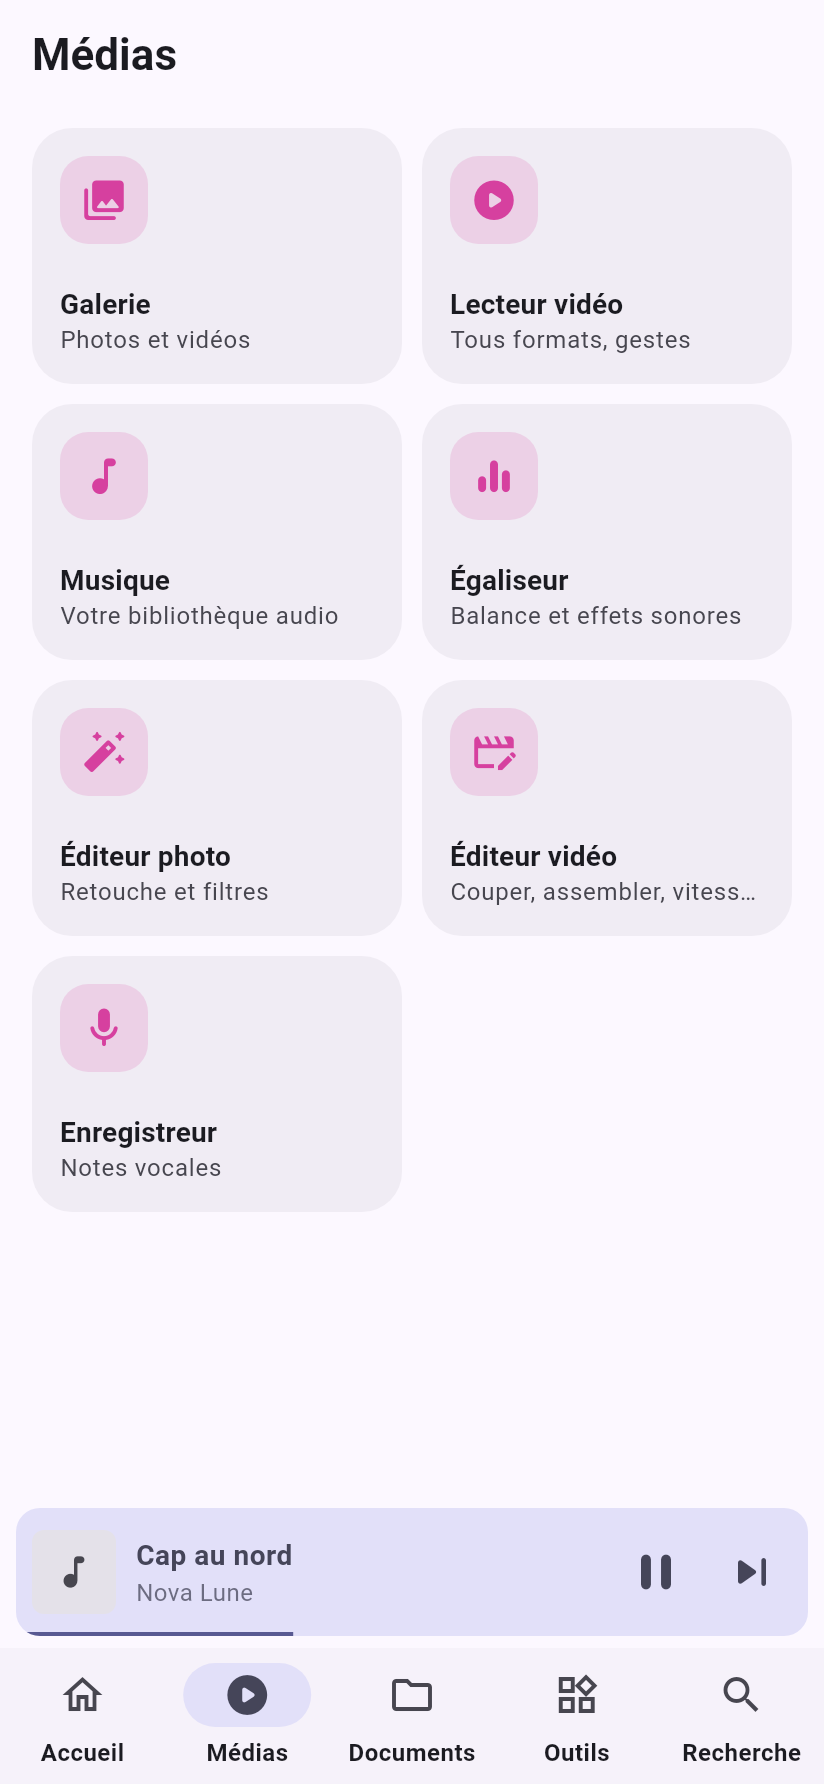 Médias
Galerie
Photos et vidéos
Lecteur vidéo
Tous formats, gestes
Musique
Votre bibliothèque audio
Égaliseur
Balance et effets sonores
Éditeur photo
Retouche et filtres
Éditeur vidéo
Couper, assembler, vitess…
Enregistreur
Notes vocales
Cap au nord
Nova Lune
Accueil
Médias
Documents
Outils
Recherche